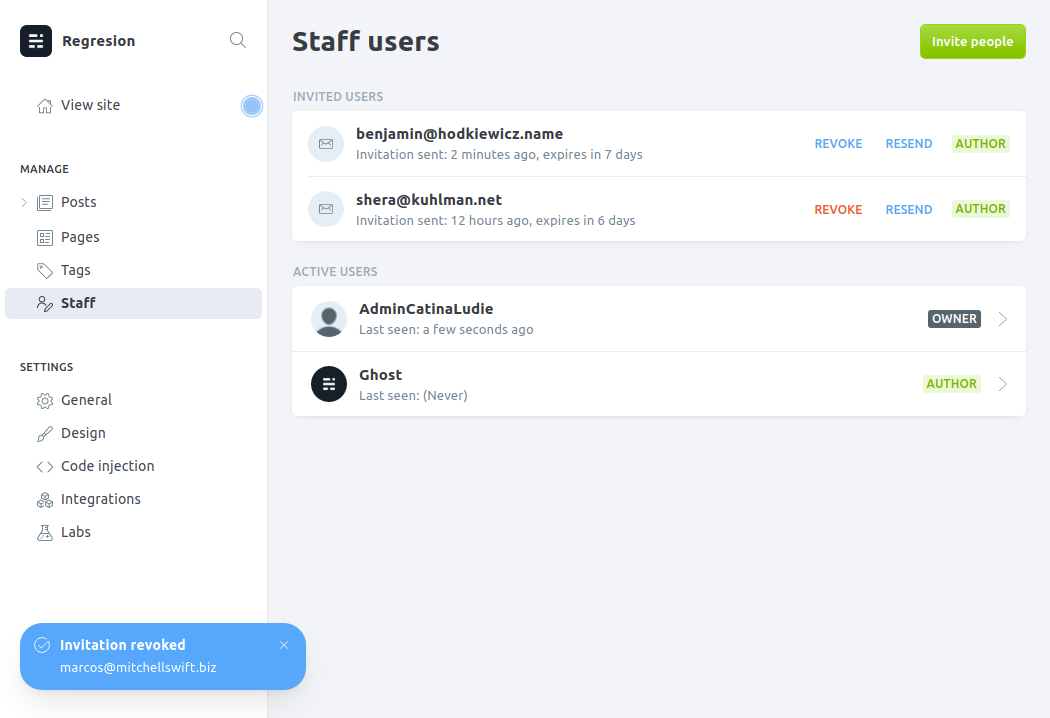 Regresion
View site
MANAGE
Posts
Pages
Tags
Staff
SETTINGS
General
Design
Code injection
Integrations
Labs
Invitation revoked
marcos@mitchellswift.biz
Staff users
Invite people
INVITED USERS
benjamin@hodkiewicz.name
Invitation sent: 2 minutes ago, expires in 7 days
REVOKE RESEND AUTHOR
shera@kuhlman.net
Invitation sent: 12 hours ago, expires in 6 days
REVOKE RESEND AUTHOR
ACTIVE USERS
AdminCatinaLudie
Last seen: a few seconds ago
OWNER
Ghost
Last seen: (Never)
AUTHOR